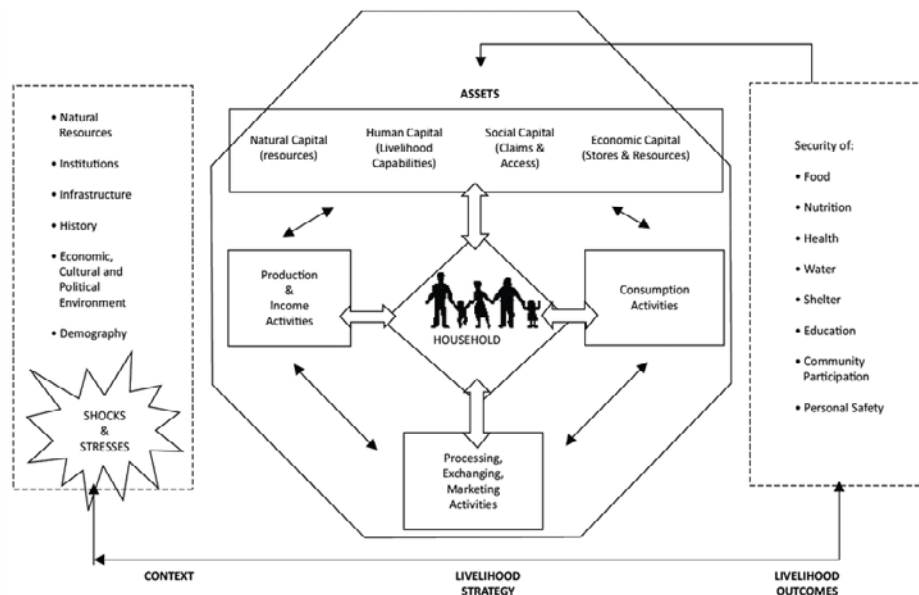 • Natural
Resources
• Institutions
• Infrastructure
• History
• Economic,
Cultural and
Political
Environment
• Demography
SHOCKS
&
STRESSES
ASSETS
Natural Capital
(resources)
Human Capital
(Livelihood
Capabilities)
Social Capital
(Claims &
Access)
Economic Capital
(Stores & Resources)
Production
&
Income
Activities
HOUSEHOLD
Consumption
Activities
Processing,
Exchanging,
Marketing
Activities
Security of:
• Food
• Nutrition
• Health
• Water
• Shelter
• Education
• Community
Participation
• Personal Safety
CONTEXT
LIVELIHOOD
STRATEGY
LIVELIHOOD
OUTCOMES